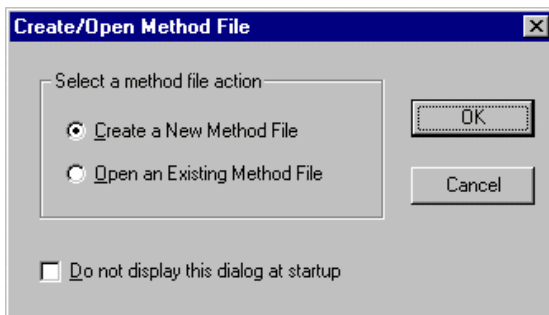 Create/Open Method File
Select a method file action
Create a New Method File
OK
Open an Existing Method File
Cancel
Do not display this dialog at startup